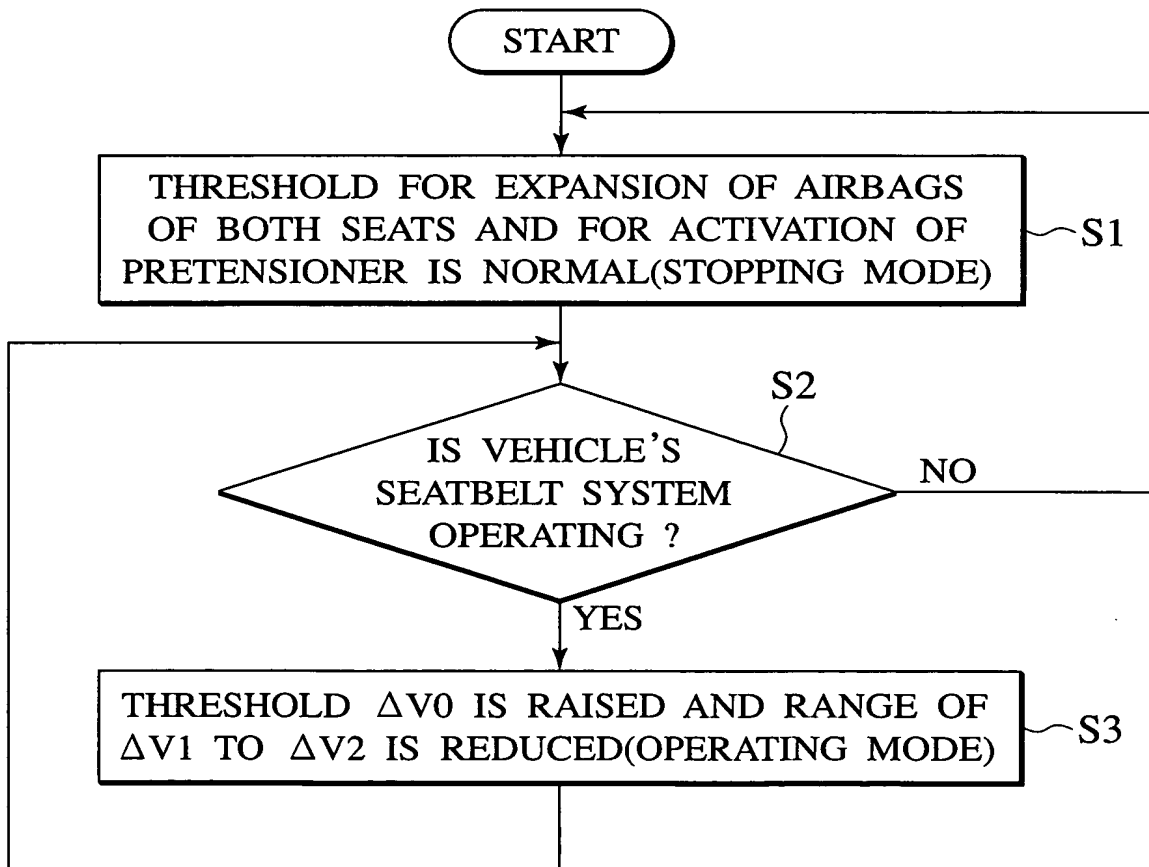 START
THRESHOLD FOR EXPANSION OF AIRBAGS
OF BOTH SEATS AND FOR ACTIVATION OF
PRETENSIONER IS NORMAL(STOPPING MODE)
S1
S2
IS VEHICLE'S
SEATBELT SYSTEM
OPERATING ?
NO
YES
THRESHOLD ΔV0 IS RAISED AND RANGE OF
ΔV1 TO ΔV2 IS REDUCED(OPERATING MODE)
S3